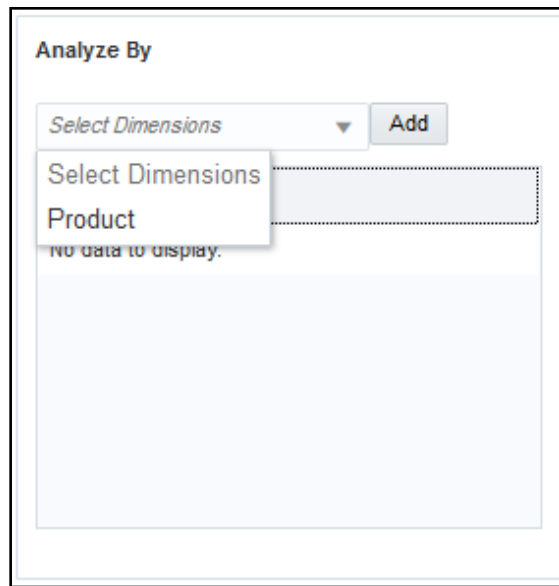 Analyze By
Select Dimensions
Add
Select Dimensions
Product
No data to display.